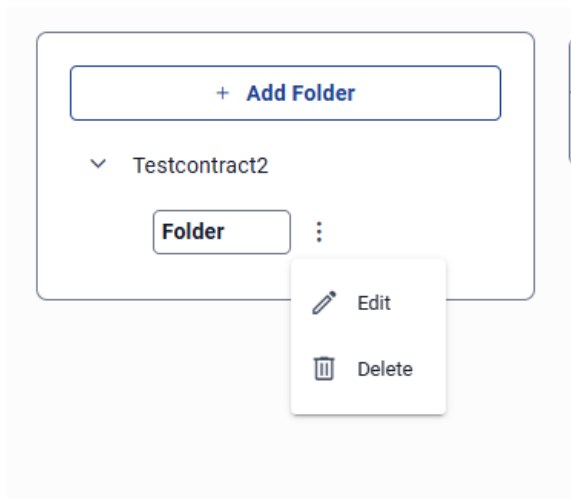 + Add Folder
Testcontract2
Folder
Edit
Delete